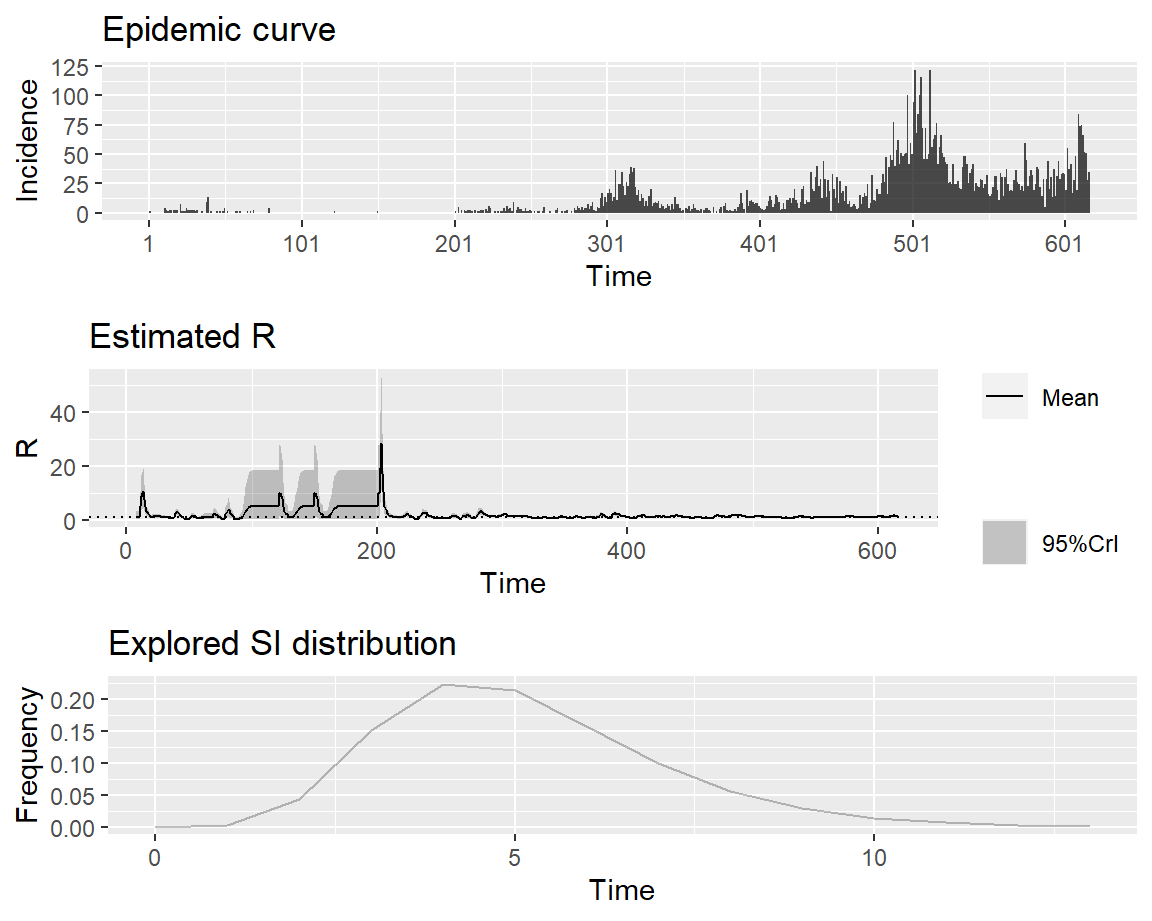 Epidemic curve
125
100
75
50
25
0
Incidence
1 101 201 301 401 501 601
Time
Estimated R
40
20
0
R
0 200 400 600
Time
Mean
95%CrI
Explored SI distribution
0.20
0.15
0.10
0.05
0.00
Frequency
0 5 10
Time